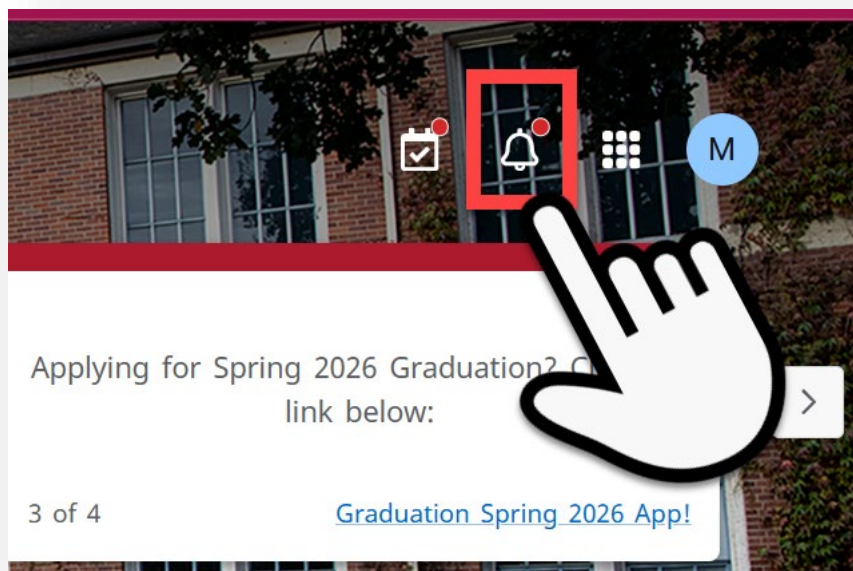 M
Applying for Spring 2026 Graduation?
link below:
3 of 4
Graduation Spring 2026 App!